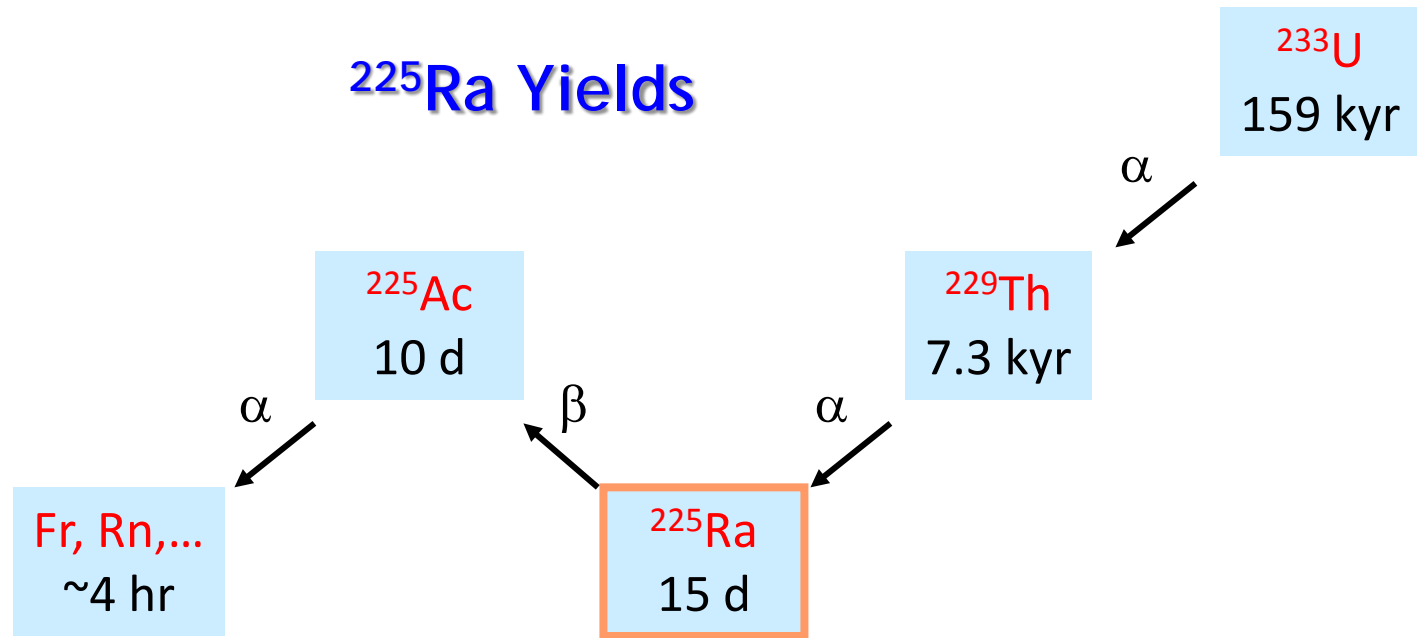 ²²⁵Ra Yields
²³³U
159 kyr
α
²²⁹Th
7.3 kyr
α
²²⁵Ra
15 d
β
²²⁵Ac
10 d
α
Fr, Rn,...
~4 hr